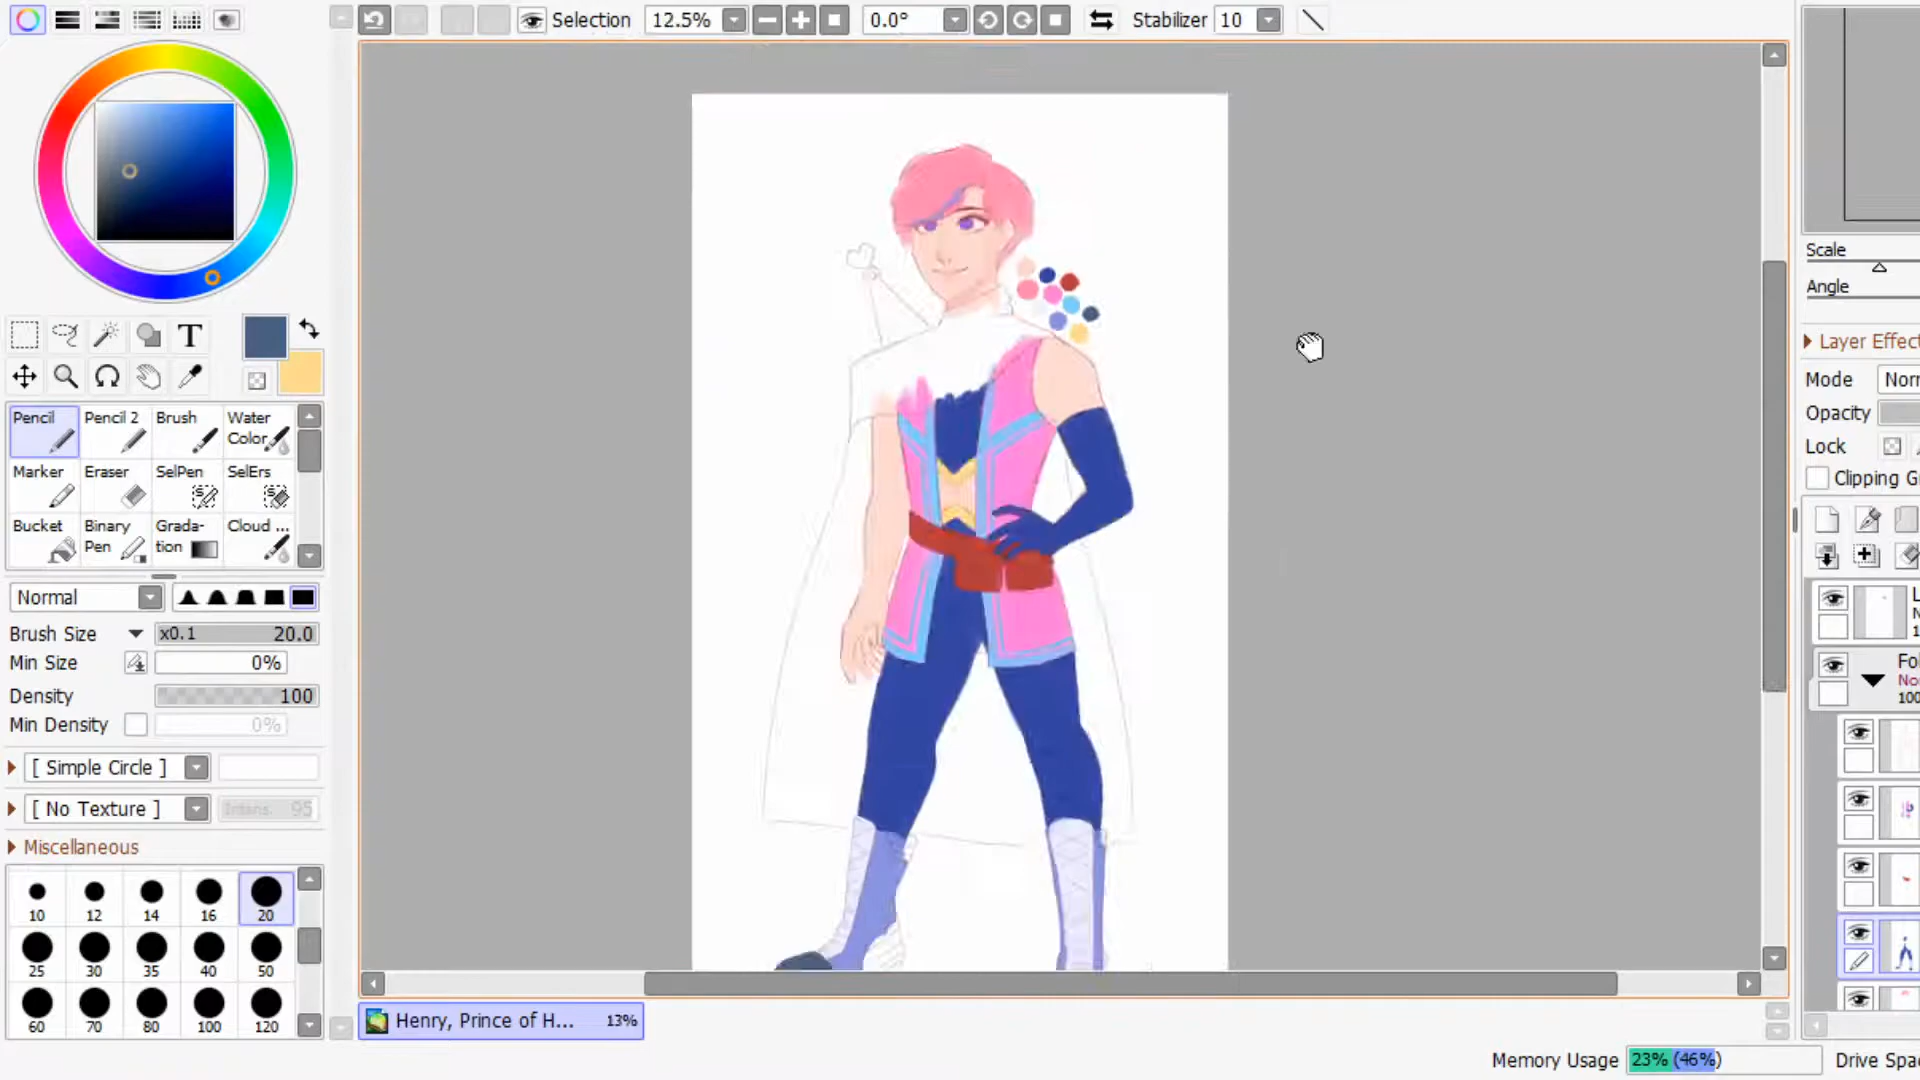 Selection 12.5% 0.0° Stabilizer 10
Scale
Angle
T
Layer Effect
Mode Norr
Opacity
Lock
Clipping G
Pencil Pencil 2 Brush Water
Color
Marker Eraser SelPen SelErs
Bucket Binary Grada- Cloud ...
Pen tion
Normal
Brush Size x0.1 20.0
Min Size 0%
Density 100
Min Density 0%
[ Simple Circle ]
[ No Texture ] Intens. 95
Miscellaneous
10 12 14 16 20
25 30 35 40 50
60 70 80 100 120
L
N
1
Fol
No
100
Henry, Prince of H... 13%
Memory Usage 23% (46%) Drive Spa